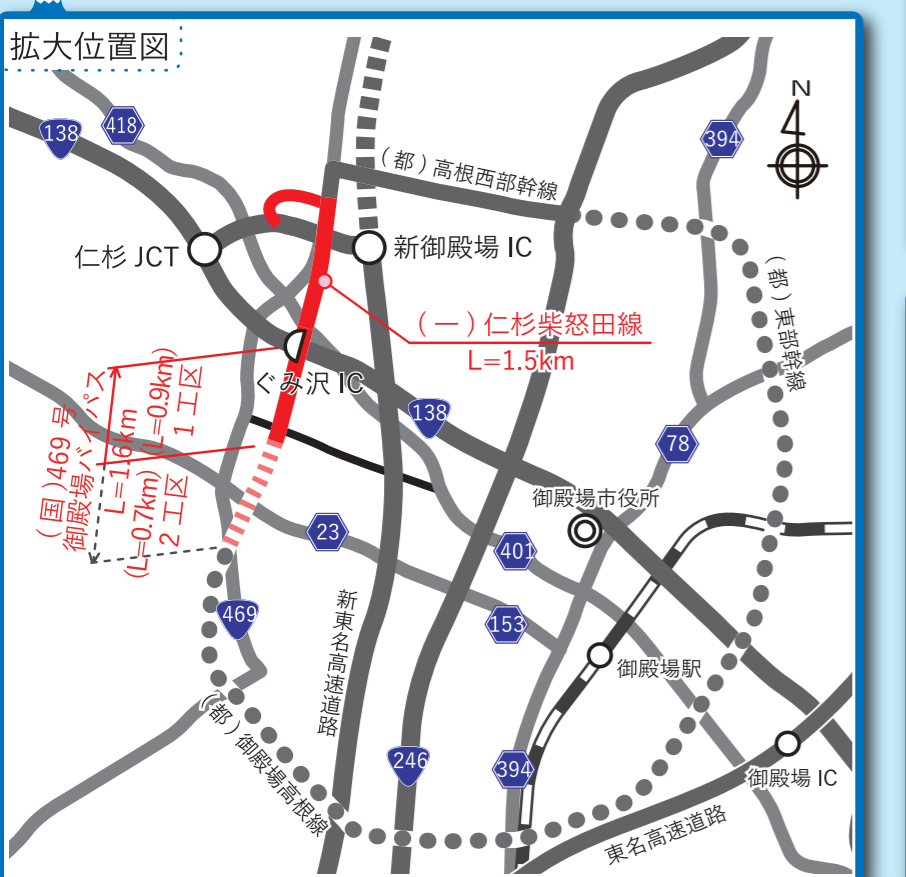 拡大位置図
N
418
138
394
(都)高根西部幹線
仁杉 JCT
新御殿場 IC
(都)東部幹線
(一)仁杉柴怒田線
L=1.5km
ぐみ沢 IC
(国)469 号
御殿場バイパス
L=1.6km
(L=0.9km)
1 工区
(L=0.7km)
2 工区
138
78
御殿場市役所
23
401
469
153
新東名高速道路
御殿場駅
(都)御殿場高根線
246
394
御殿場 IC
東名高速道路